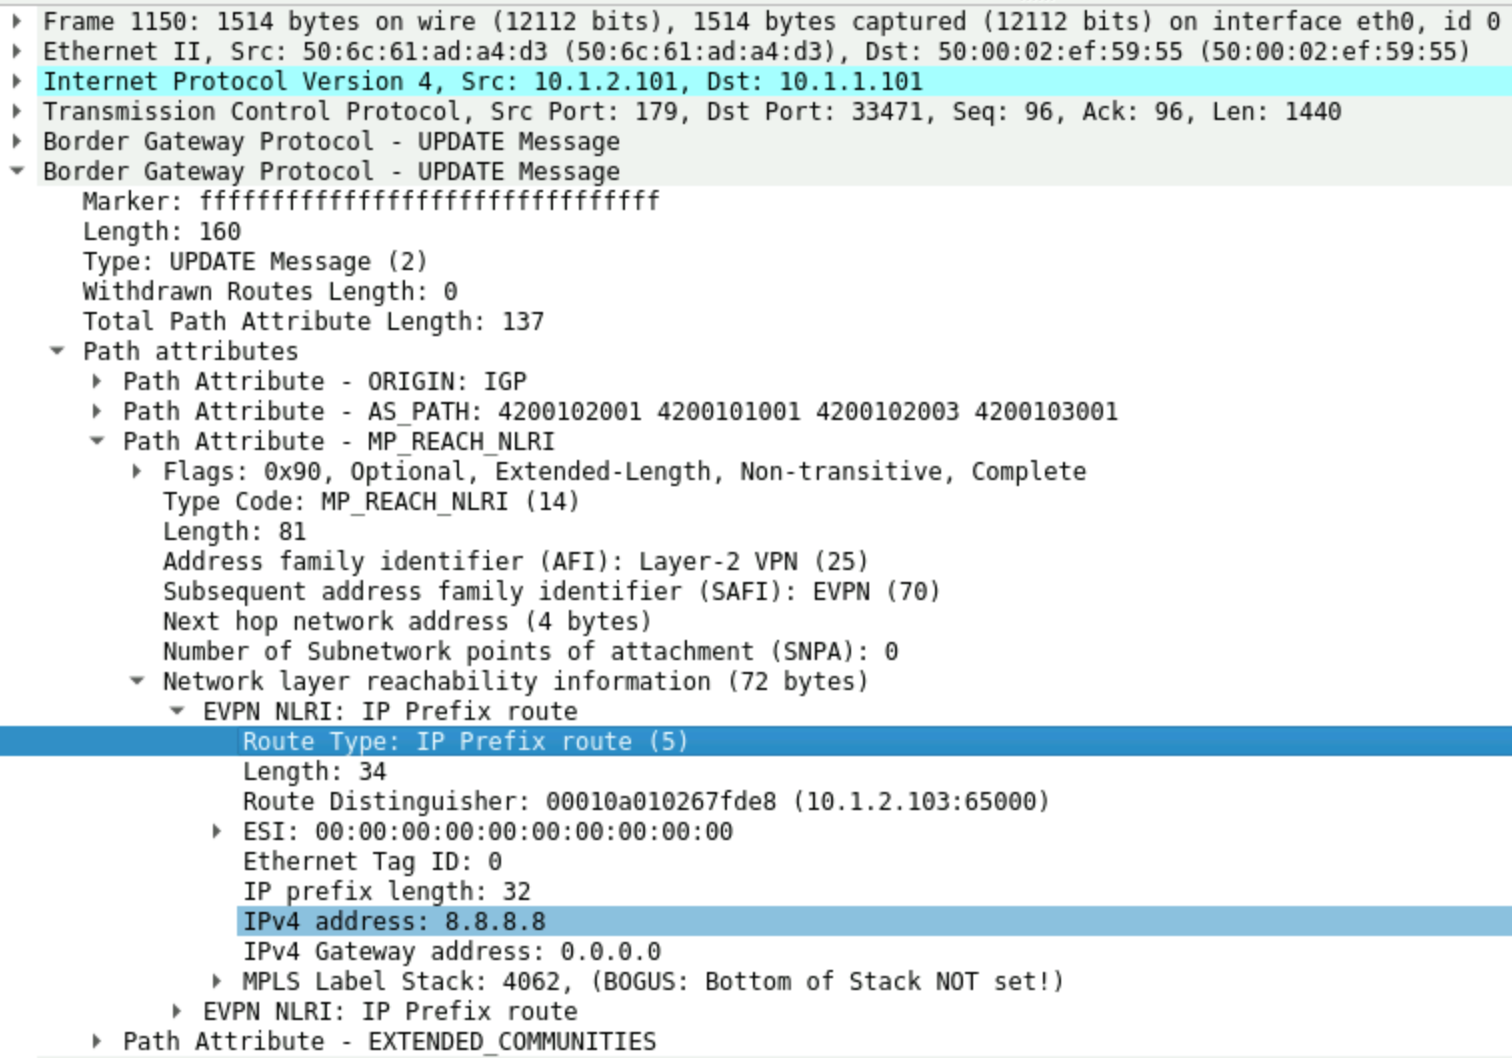 Frame 1150: 1514 bytes on wire (12112 bits), 1514 bytes captured (12112 bits) on interface eth0, id 0
Ethernet II, Src: 50:6c:61:ad:a4:d3 (50:6c:61:ad:a4:d3), Dst: 50:00:02:ef:59:55 (50:00:02:ef:59:55)
Internet Protocol Version 4, Src: 10.1.2.101, Dst: 10.1.1.101
Transmission Control Protocol, Src Port: 179, Dst Port: 33471, Seq: 96, Ack: 96, Len: 1440
Border Gateway Protocol - UPDATE Message
Border Gateway Protocol - UPDATE Message
Marker: ffffffffffffffffffffffffffffffff
Length: 160
Type: UPDATE Message (2)
Withdrawn Routes Length: 0
Total Path Attribute Length: 137
Path attributes
Path Attribute - ORIGIN: IGP
Path Attribute - AS_PATH: 4200102001 4200101001 4200102003 4200103001
Path Attribute - MP_REACH_NLRI
Flags: 0x90, Optional, Extended-Length, Non-transitive, Complete
Type Code: MP_REACH_NLRI (14)
Length: 81
Address family identifier (AFI): Layer-2 VPN (25)
Subsequent address family identifier (SAFI): EVPN (70)
Next hop network address (4 bytes)
Number of Subnetwork points of attachment (SNPA): 0
Network layer reachability information (72 bytes)
EVPN NLRI: IP Prefix route
Route Type: IP Prefix route (5)
Length: 34
Route Distinguisher: 00010a010267fde8 (10.1.2.103:65000)
ESI: 00:00:00:00:00:00:00:00:00:00
Ethernet Tag ID: 0
IP prefix length: 32
IPv4 address: 8.8.8.8
IPv4 Gateway address: 0.0.0.0
MPLS Label Stack: 4062, (BOGUS: Bottom of Stack NOT set!)
EVPN NLRI: IP Prefix route
Path Attribute - EXTENDED_COMMUNITIES